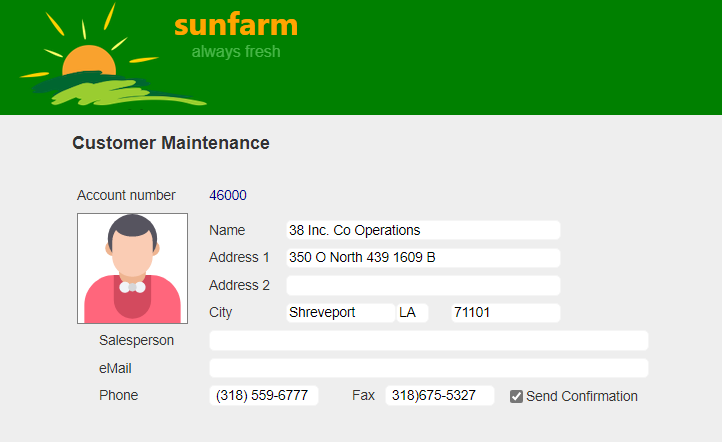 sunfarm
always fresh
Customer Maintenance
Account number 46000
Name 38 Inc. Co Operations
Address 1 350 O North 439 1609 B
Address 2
City Shreveport LA 71101
Salesperson
eMail
Phone (318) 559-6777 Fax 318)675-5327 Send Confirmation